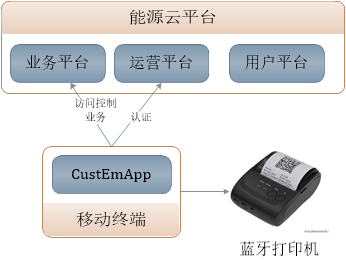 能源云平台
业务平台
运营平台
用户平台
访问控制
业务
认证
CustEmApp
移动终端
蓝牙打印机